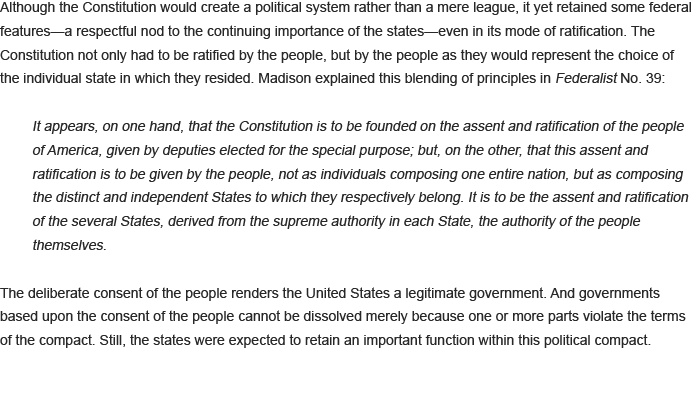 Although the Constitution would create a political system rather than a mere league, it yet retained some federal
features—a respectful nod to the continuing importance of the states—even in its mode of ratification. The
Constitution not only had to be ratified by the people, but by the people as they would represent the choice of
the individual state in which they resided. Madison explained this blending of principles in Federalist No. 39:
It appears, on one hand, that the Constitution is to be founded on the assent and ratification of the people
of America, given by deputies elected for the special purpose; but, on the other, that this assent and
ratification is to be given by the people, not as individuals composing one entire nation, but as composing
the distinct and independent States to which they respectively belong. It is to be the assent and ratification
of the several States, derived from the supreme authority in each State, the authority of the people
themselves.
The deliberate consent of the people renders the United States a legitimate government. And governments
based upon the consent of the people cannot be dissolved merely because one or more parts violate the terms
of the compact. Still, the states were expected to retain an important function within this political compact.